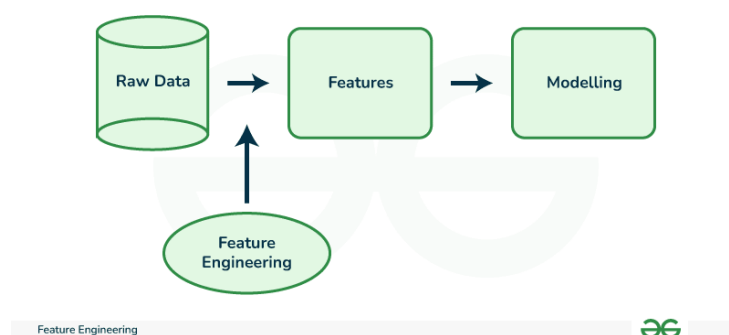 Raw Data
Features
Modelling
Feature
Engineering
Feature Engineering